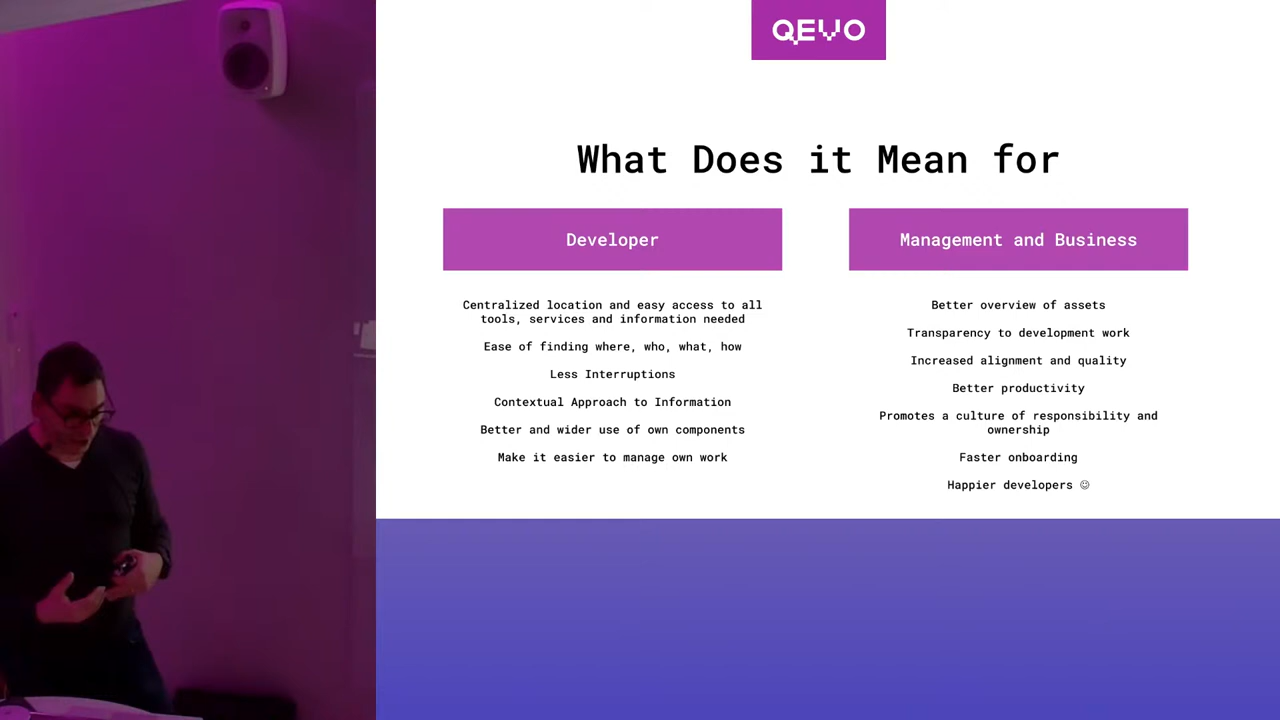 QEVO
What Does it Mean for
Developer
Centralized location and easy access to all
tools, services and information needed
Ease of finding where, who, what, how
Less Interruptions
Contextual Approach to Information
Better and wider use of own components
Make it easier to manage own work
Management and Business
Better overview of assets
Transparency to development work
Increased alignment and quality
Better productivity
Promotes a culture of responsibility and
ownership
Faster onboarding
Happier developers ☺